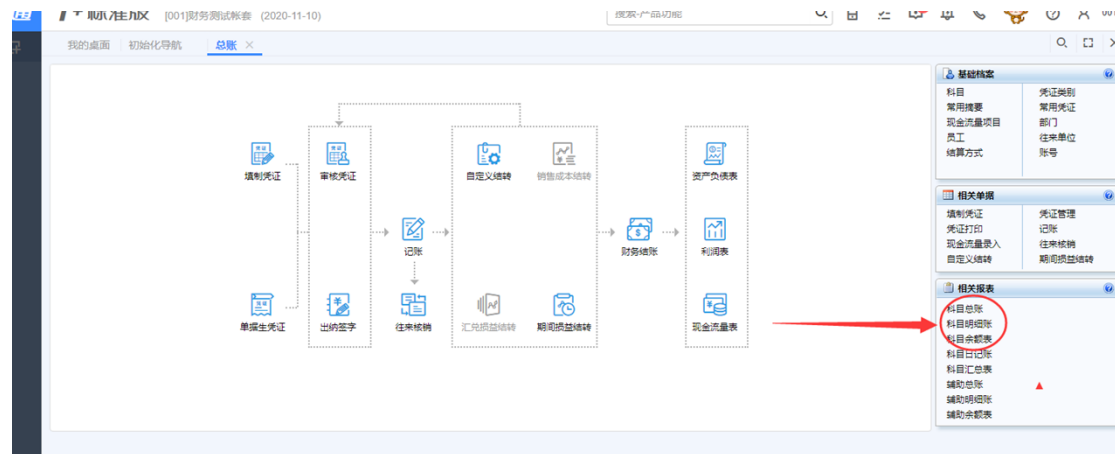 T+ 标准版 [001]财务测试帐套 (2020-11-10) 搜索·产品功能
我的桌面 初始化导航 总账
基础档案
科目 凭证类别
常用摘要 常用凭证
现金流量项目 部门
员工 往来单位
结算方式 账号
填制凭证 审核凭证 自定义结转 销售成本结转 资产负债表
相关单据
填制凭证 凭证管理
凭证打印 记账
现金流量录入 往来核销
自定义结转 期间损益结转
记账 财务结账 利润表
相关报表
科目总账
科目明细账
科目余额表
科目日记账
科目汇总表
辅助总账
辅助明细账
辅助余额表
单据生凭证 出纳签字 往来核销 汇兑损益结转 期间损益结转 现金流量表